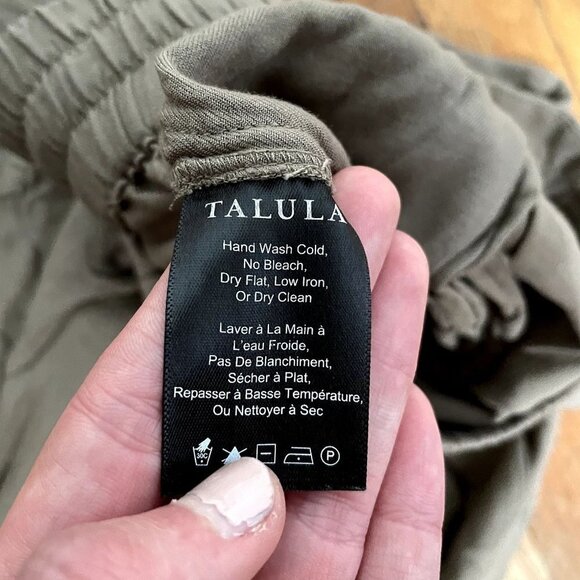 TALULA
Hand Wash Cold,
No Bleach,
Dry Flat, Low Iron,
Or Dry Clean
Laver à La Main à
L'eau Froide,
Pas De Blanchiment,
Sécher à Plat,
Repasser à Basse Température,
Ou Nettoyer à Sec
30C P